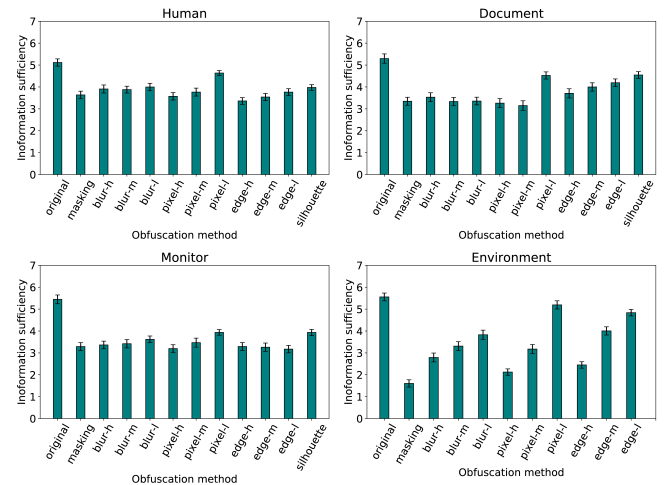 Human
Inoformation sufficiency
7
6
5
4
3
2
1
0
original
masking
blur-h
blur-m
blur-l
pixel-h
pixel-m
pixel-l
edge-h
edge-m
edge-l
silhouette
Obfuscation method
Document
Inoformation sufficiency
7
6
5
4
3
2
1
0
original
masking
blur-h
blur-m
blur-l
pixel-h
pixel-m
pixel-l
edge-h
edge-m
edge-l
silhouette
Obfuscation method
Monitor
Inoformation sufficiency
7
6
5
4
3
2
1
0
original
masking
blur-h
blur-m
blur-l
pixel-h
pixel-m
pixel-l
edge-h
edge-m
edge-l
silhouette
Obfuscation method
Environment
Inoformation sufficiency
7
6
5
4
3
2
1
0
original
masking
blur-h
blur-m
blur-l
pixel-h
pixel-m
pixel-l
edge-h
edge-m
edge-l
Obfuscation method